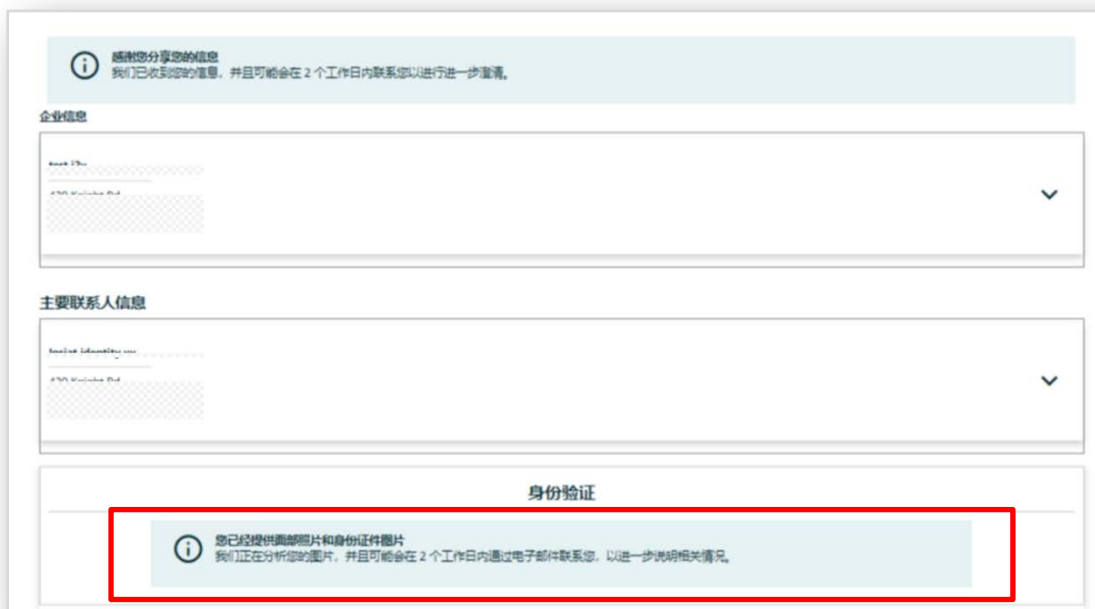 感谢您分享您的信息
我们已收到您的信息，并且可能会在 2 个工作日内联系您以进行进一步澄清。
企业信息
主要联系人信息
身份验证
您已经提供面部照片和身份证件图片
我们正在分析您的图片，并且可能会在 2 个工作日内通过电子邮件联系您，以进一步说明相关情况。